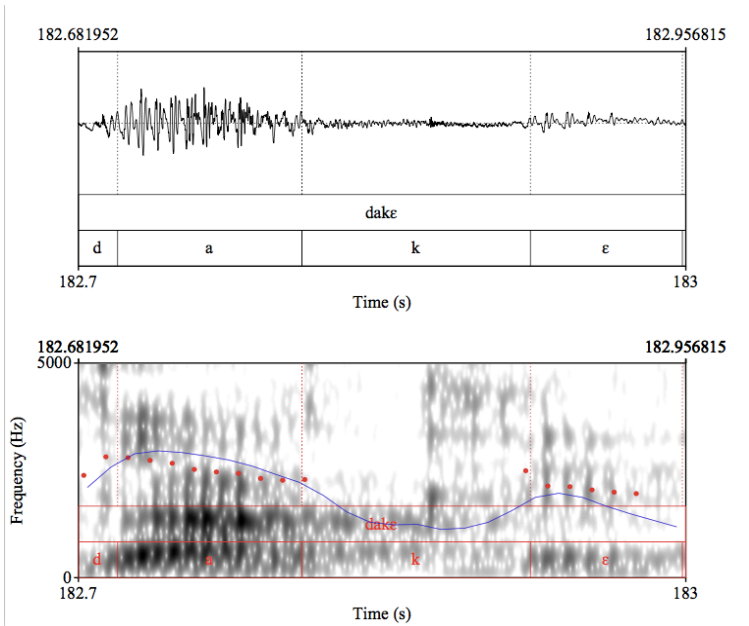 182.681952 182.956815
dakɛ
d a k ɛ
182.7 183
Time (s)
182.681952 182.956815
5000
Frequency (Hz)
dakɛ
d a k ɛ
0
182.7 183
Time (s)